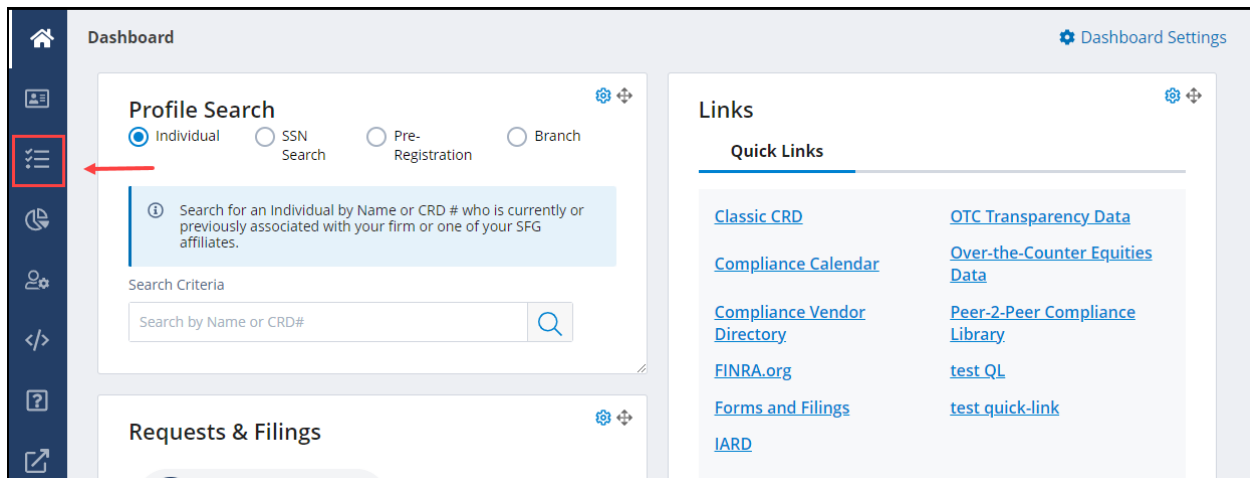 Dashboard
Dashboard Settings
Profile Search
Individual
SSN
Search
Pre-
Registration
Branch
Search for an Individual by Name or CRD # who is currently or
previously associated with your firm or one of your SFG
affiliates.
Search Criteria
Search by Name or CRD#
Requests & Filings
Links
Quick Links
Classic CRD
Compliance Calendar
Compliance Vendor
Directory
FINRA.org
Forms and Filings
IARD
OTC Transparency Data
Over-the-Counter Equities
Data
Peer-2-Peer Compliance
Library
test QL
test quick-link